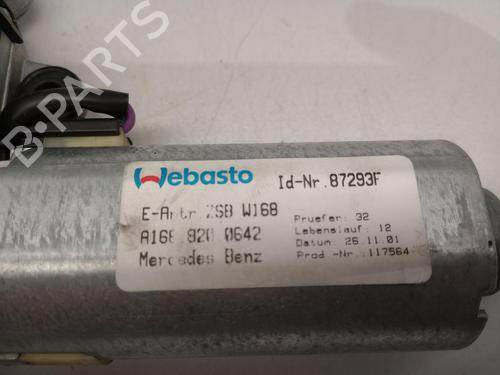 Webasto
Id-Nr. 87293F
E-Antr. ZSB W168
A168 820 0642
Mercedes Benz
Pruefer: 32
Lebenslauf: 12
Datum: 26.11.01
Prod -Nr.: 117564
B-PARTS